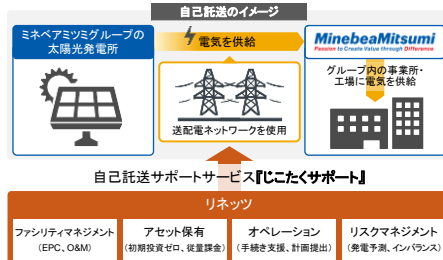 自己託送のイメージ
ミネベアミツミグループの
太陽光発電所
電気を供給
MinebeaMitsumi
Passion to Create Value through Difference
グループ内の事業所・
工場に電気を供給
送配電ネットワークを使用
自己託送サポートサービス『じこたくサポート』
リネッツ
ファシリティマネジメント
(EPC、O&M)
アセット保有
(初期投資ゼロ、従量課金)
オペレーション
(手続き支援、計画提出)
リスクマネジメント
(発電予測、インバランス)